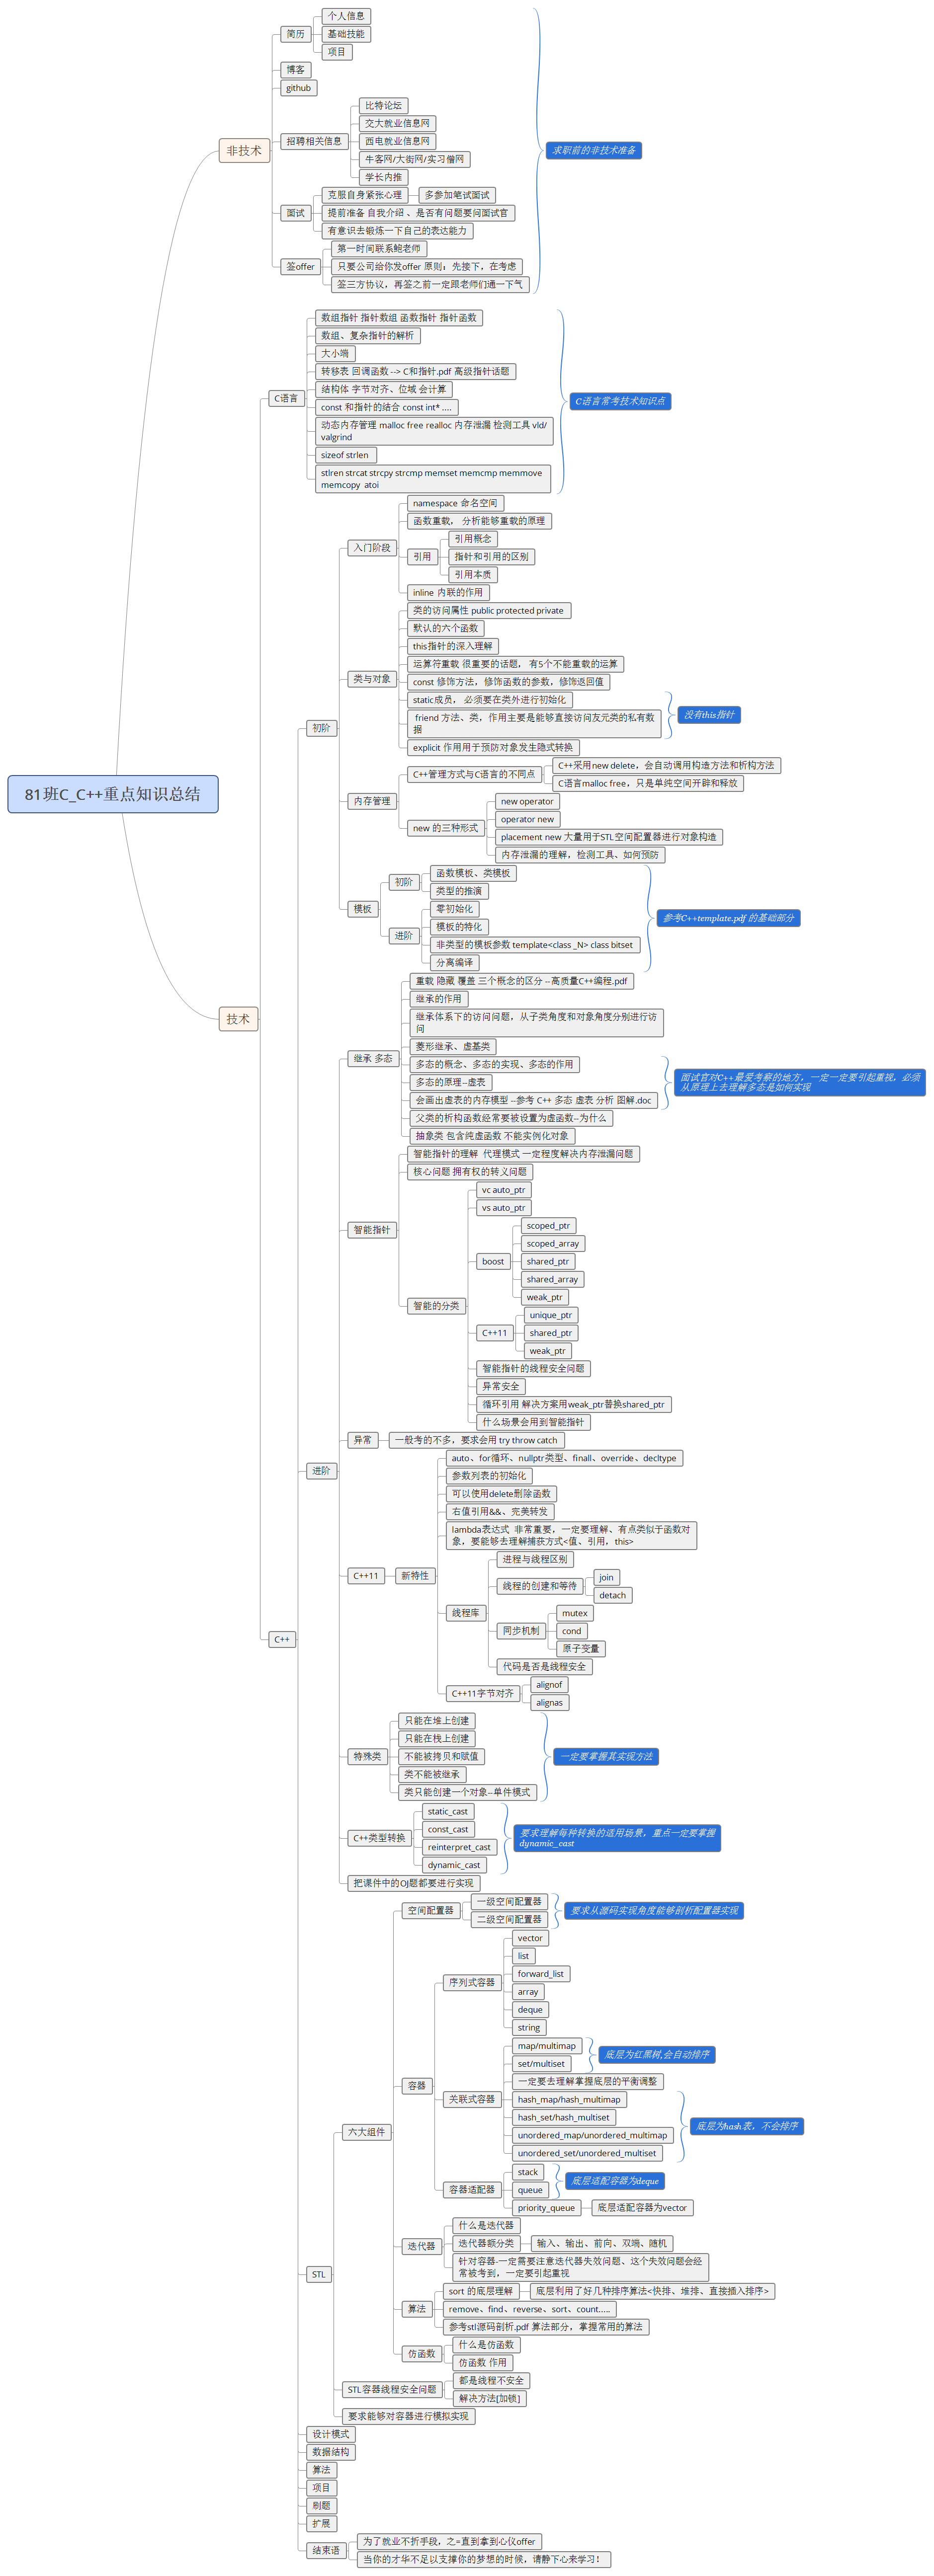 81班C_C++重点知识总结
非技术
简历
个人信息
基础技能
项目
博客
github
招聘相关信息
比特论坛
交大就业信息网
西电就业信息网
牛客网/大街网/实习僧网
学长内推
面试
克服自身紧张心理
多参加笔试面试
提前准备 自我介绍 、是否有问题要问面试官
有意识去锻炼一下自己的表达能力
签offer
第一时间联系鲍老师
只要公司给你发offer 原则：先接下，在考虑
签三方协议，再签之前一定跟老师们通一下气
求职前的非技术准备
技术
C语言
数组指针 指针数组 函数指针 指针函数
数组、复杂指针的解析
大小端
转移表 回调函数 --> C和指针.pdf 高级指针话题
结构体 字节对齐、位域 会计算
const 和指针的结合 const int* ....
动态内存管理 malloc free realloc 内存泄漏 检测工具 vld/
valgrind
sizeof strlen
stlren strcat strcpy strcmp memset memcmp memmove
memcopy atoi
C语言常考技术知识点
C++
初阶
入门阶段
namespace 命名空间
函数重载， 分析能够重载的原理
引用
引用概念
指针和引用的区别
引用本质
inline 内联的作用
类与对象
类的访问属性 public protected private
默认的六个函数
this指针的深入理解
运算符重载 很重要的话题， 有5个不能重载的运算
const 修饰方法，修饰函数的参数，修饰返回值
static成员， 必须要在类外进行初始化
friend 方法、类，作用主要是能够直接访问友元类的私有数
据
没有this指针
explicit 作用用于预防对象发生隐式转换
内存管理
C++管理方式与C语言的不同点
C++采用new delete，会自动调用构造方法和析构方法
C语言malloc free，只是单纯空间开辟和释放
new 的三种形式
new operator
operator new
placement new 大量用于STL空间配置器进行对象构造
内存泄漏的理解，检测工具、如何预防
模板
初阶
函数模板、类模板
类型的推演
进阶
零初始化
模板的特化
非类型的模板参数 template<class _N> class bitset
分离编译
参考C++template.pdf 的基础部分
进阶
继承 多态
重载 隐藏 覆盖 三个概念的区分 --高质量C++编程.pdf
继承的作用
继承体系下的访问问题，从子类角度和对象角度分别进行访
问
菱形继承、虚基类
多态的概念、多态的实现、多态的作用
多态的原理--虚表
会画出虚表的内存模型 --参考 C++ 多态 虚表 分析 图解.doc
面试官对C++最爱考察的地方，一定一定要引起重视，必须
从原理上去理解多态是如何实现
父类的析构函数经常要被设置为虚函数--为什么
抽象类 包含纯虚函数 不能实例化对象
智能指针
智能指针的理解 代理模式 一定程度解决内存泄漏问题
核心问题 拥有权的转义问题
智能的分类
vc auto_ptr
vs auto_ptr
boost
scoped_ptr
scoped_array
shared_ptr
shared_array
weak_ptr
C++11
unique_ptr
shared_ptr
weak_ptr
智能指针的线程安全问题
异常安全
循环引用 解决方案用weak_ptr替换shared_ptr
什么场景会用到智能指针
异常
一般考的不多，要求会用 try throw catch
C++11
新特性
auto、for循环、nullptr类型、finall、override、decltype
参数列表的初始化
可以使用delete删除函数
右值引用&&、完美转发
lambda表达式 非常重要，一定要理解、有点类似于函数对
象，要能够去理解捕获方式<值、引用，this>
线程库
进程与线程区别
线程的创建和等待
join
detach
同步机制
mutex
cond
原子变量
代码是否是线程安全
C++11字节对齐
alignof
alignas
特殊类
只能在堆上创建
只能在栈上创建
不能被拷贝和赋值
类不能被继承
类只能创建一个对象--单件模式
一定要掌握其实现方法
C++类型转换
static_cast
const_cast
reinterpret_cast
dynamic_cast
要求理解每种转换的适用场景，重点一定要掌握
dynamic_cast
把课件中的OJ题都要进行实现
STL
六大组件
空间配置器
一级空间配置器
二级空间配置器
要求从源码实现角度能够剖析配置器实现
容器
序列式容器
vector
list
forward_list
array
deque
string
关联式容器
map/multimap
set/multiset
底层为红黑树,会自动排序
一定要去理解掌握底层的平衡调整
hash_map/hash_multimap
hash_set/hash_multiset
unordered_map/unordered_multimap
unordered_set/unordered_multiset
底层为hash表，不会排序
容器适配器
stack
queue
底层适配容器为deque
priority_queue
底层适配容器为vector
迭代器
什么是迭代器
迭代器额分类
输入、输出、前向、双端、随机
针对容器-一定需要注意迭代器失效问题、这个失效问题会经
常被考到，一定要引起重视
算法
sort 的底层理解
底层利用了好几种排序算法<快排、堆排、直接插入排序>
remove、find、reverse、sort、count.....
参考stl源码剖析.pdf 算法部分，掌握常用的算法
仿函数
什么是仿函数
仿函数 作用
STL容器线程安全问题
都是线程不安全
解决方法[加锁]
要求能够对容器进行模拟实现
设计模式
数据结构
算法
项目
刷题
扩展
结束语
为了就业不折手段，之=直到拿到心仪offer
当你的才华不足以支撑你的梦想的时候，请静下心来学习！